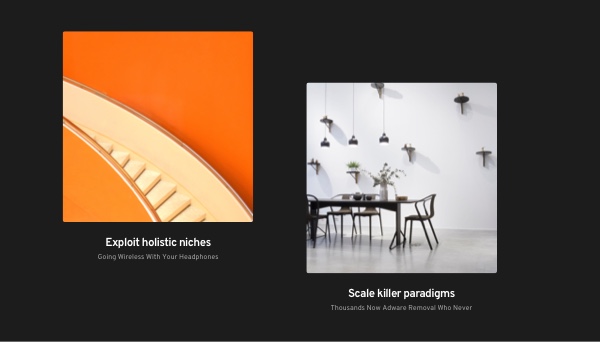 Exploit holistic niches
Going Wireless With Your Headphones
Scale killer paradigms
Thousands Now Adware Removal Who Never